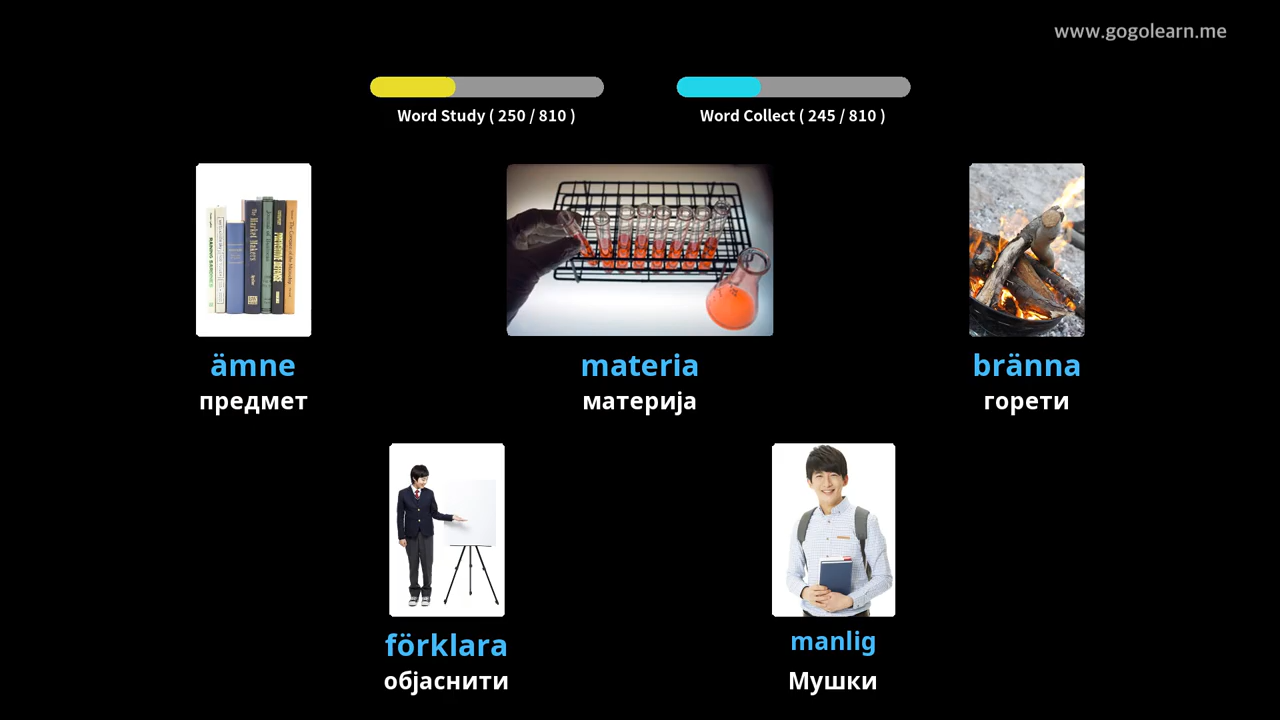 www.gogolearn.me
Word Study ( 250 / 810 )
Word Collect ( 245 / 810 )
ämne
предмет
materia
материја
bränna
горети
förklara
објаснити
manlig
Мушки